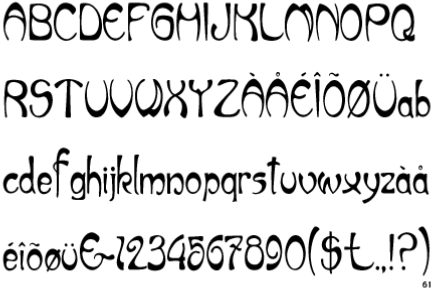 ABCDEFGHIJKLMNOPQ
RSTUVWXYZÀÅÉÎÕØÜab
cdefghijklmnopqrstuvwxyzàå
éîõøü&1234567890($£.,!?)
61